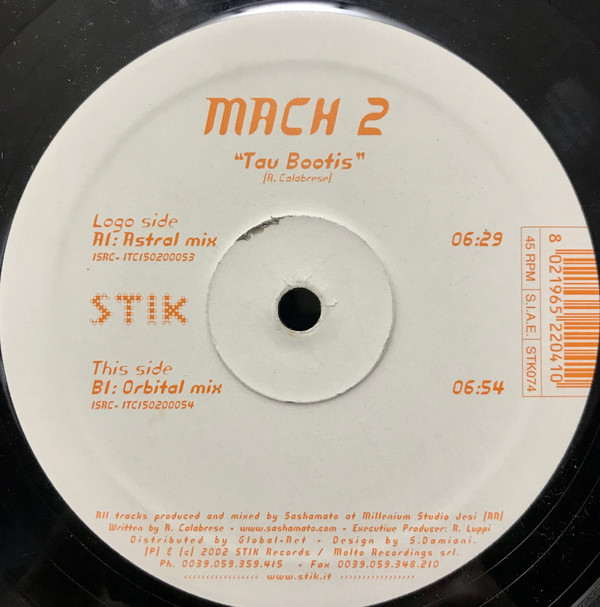 MACH 2
"Tau Bootis"
(A. Calabrese)
Logo side
A1: Astral mix 06:29
ISRC- ITC150200053
STIK
This side
B1: Orbital mix 06:54
ISRC- ITC150200054
45 RPM S.I.A.E. STK074
8 021965 220410
All tracks produced and mixed by Sashamato at Millenium Studio Jesi (AN)
Written by A. Calabrese - www.sashamato.com - Executive Producer: R. Luppi
Distributed by Global-Net - Design by S.Damiani.
(P) E (c) 2002 STIK Records / Molto Recordings srl.
Ph. 0039.059.359.415 - Fax 0039.059.348.210
‹‹‹‹‹‹‹‹‹‹‹‹‹‹‹ www.stik.it ›››››››››››››››